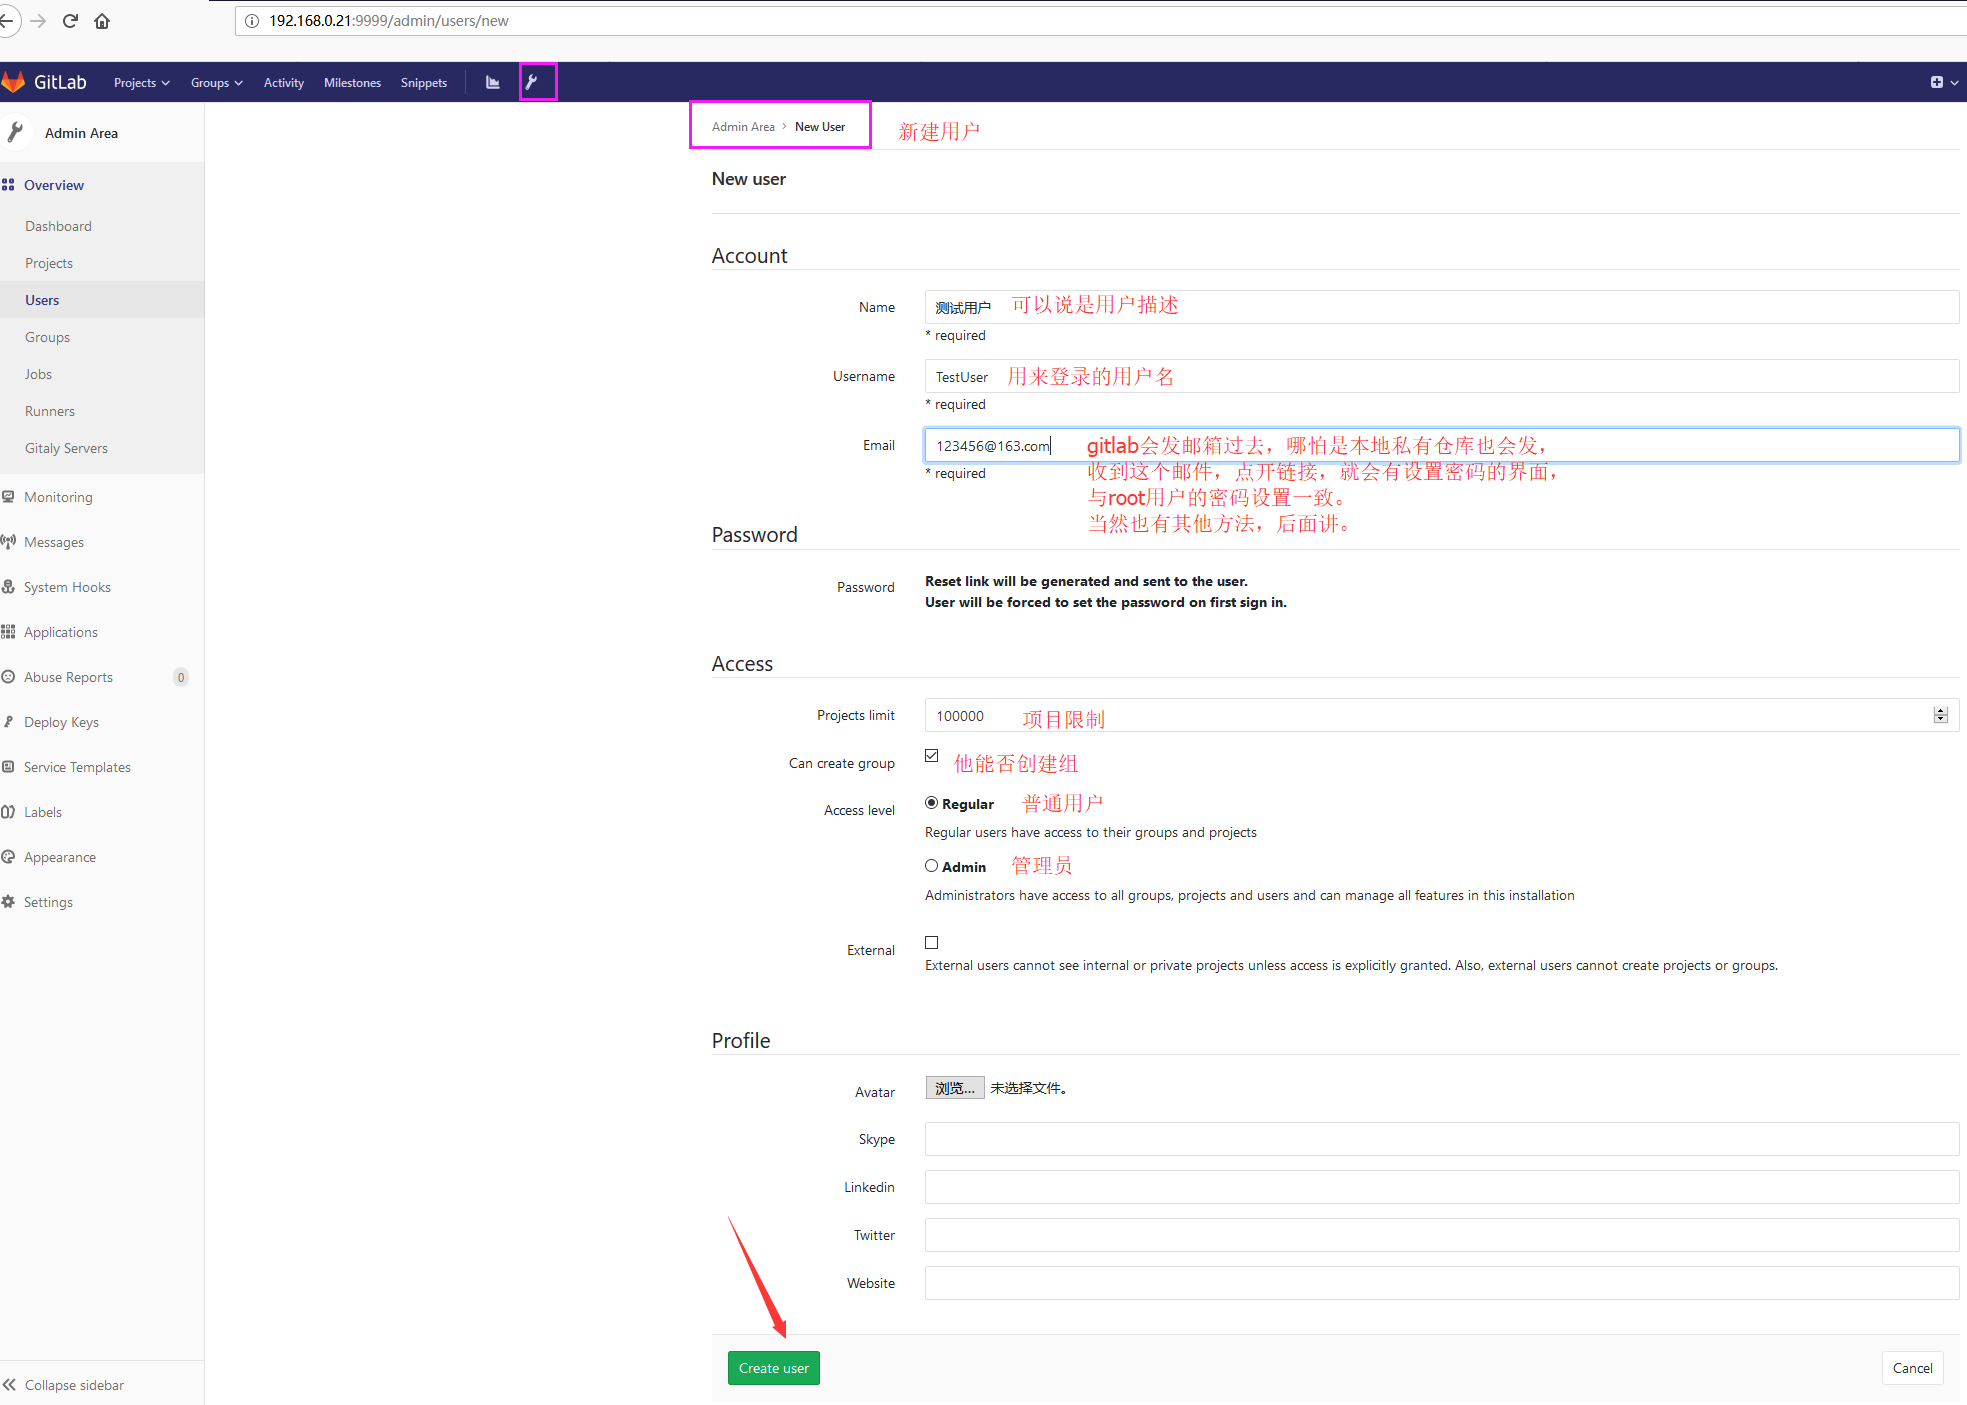 192.168.0.21:9999/admin/users/new
GitLab Projects Groups Activity Milestones Snippets
Admin Area
Overview
Dashboard
Projects
Users
Groups
Jobs
Runners
Gitaly Servers
Monitoring
Messages
System Hooks
Applications
Abuse Reports 0
Deploy Keys
Service Templates
Labels
Appearance
Settings
Collapse sidebar
Admin Area › New User 新建用户
New user
Account
Name 测试用户 可以说是用户描述
* required
Username TestUser 用来登录的用户名
* required
Email 123456@163.com gitlab会发邮箱过去，哪怕是本地私有仓库也会发，
* required 收到这个邮件，点开链接，就会有设置密码的界面，
与root用户的密码设置一致。
当然也有其他方法，后面讲。
Password
Password Reset link will be generated and sent to the user.
User will be forced to set the password on first sign in.
Access
Projects limit 100000 项目限制
Can create group 他能否创建组
Access level Regular 普通用户
Regular users have access to their groups and projects
Admin 管理员
Administrators have access to all groups, projects and users and can manage all features in this installation
External
External users cannot see internal or private projects unless access is explicitly granted. Also, external users cannot create projects or groups.
Profile
Avatar 浏览... 未选择文件。
Skype
Linkedin
Twitter
Website
Create user Cancel